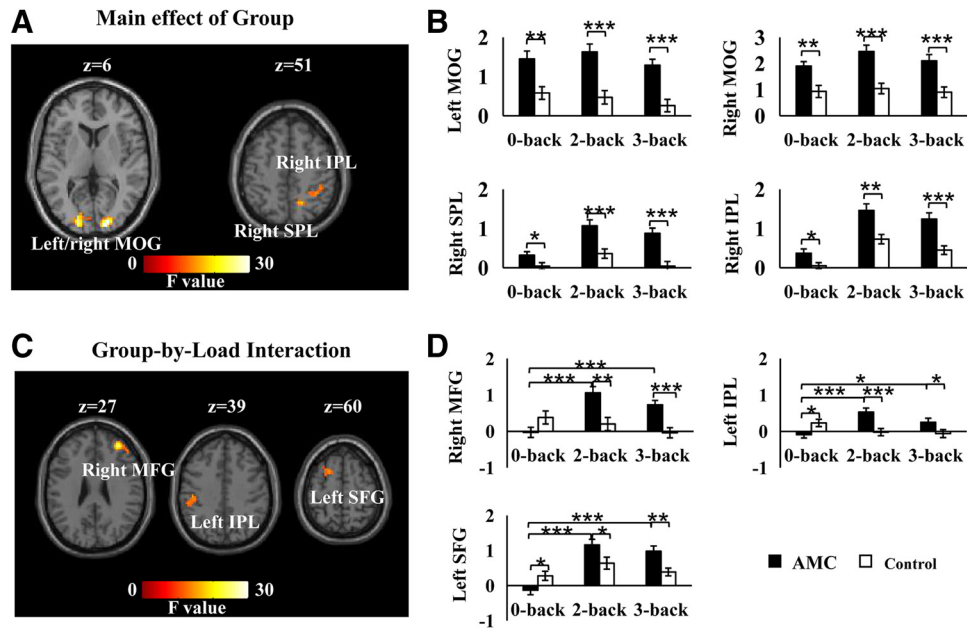 A
Main effect of Group
z=6
z=51
Right IPL
Right SPL
Left/right MOG
0
30
F value
B
Left MOG
2
1
0
**
***
***
0-back
2-back
3-back
Right MOG
3
2
1
0
**
***
***
0-back
2-back
3-back
Right SPL
2
1
0
*
***
***
0-back
2-back
3-back
Right IPL
2
1
0
*
**
***
0-back
2-back
3-back
C
Group-by-Load Interaction
z=27
z=39
z=60
Right MFG
Left IPL
Left SFG
0
30
F value
D
Right MFG
2
1
0
-1
***
***
**
***
0-back
2-back
3-back
Left IPL
2
1
0
-1
*
***
***
*
*
0-back
2-back
3-back
Left SFG
2
1
0
-1
***
**
***
*
*
0-back
2-back
3-back
AMC
Control